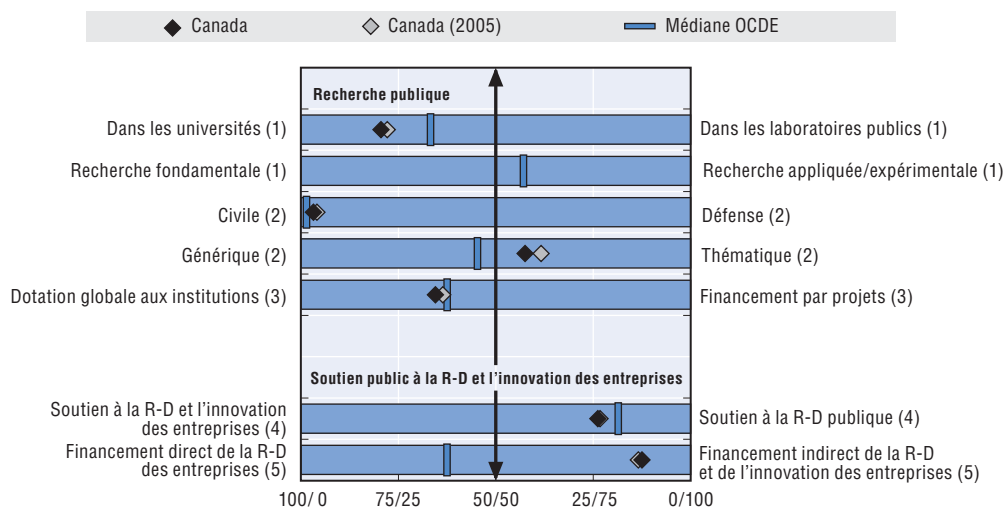 Canada
Canada (2005)
Médiane OCDE
Recherche publique
Dans les universités (1)
Dans les laboratoires publics (1)
Recherche fondamentale (1)
Recherche appliquée/expérimentale (1)
Civile (2)
Défense (2)
Générique (2)
Thématique (2)
Dotation globale aux institutions (3)
Financement par projets (3)
Soutien public à la R-D et l'innovation des entreprises
Soutien à la R-D et l'innovation
des entreprises (4)
Soutien à la R-D publique (4)
Financement direct de la R-D
des entreprises (5)
Financement indirect de la R-D
et de l'innovation des entreprises (5)
100/ 0
75/25
50/50
25/75
0/100